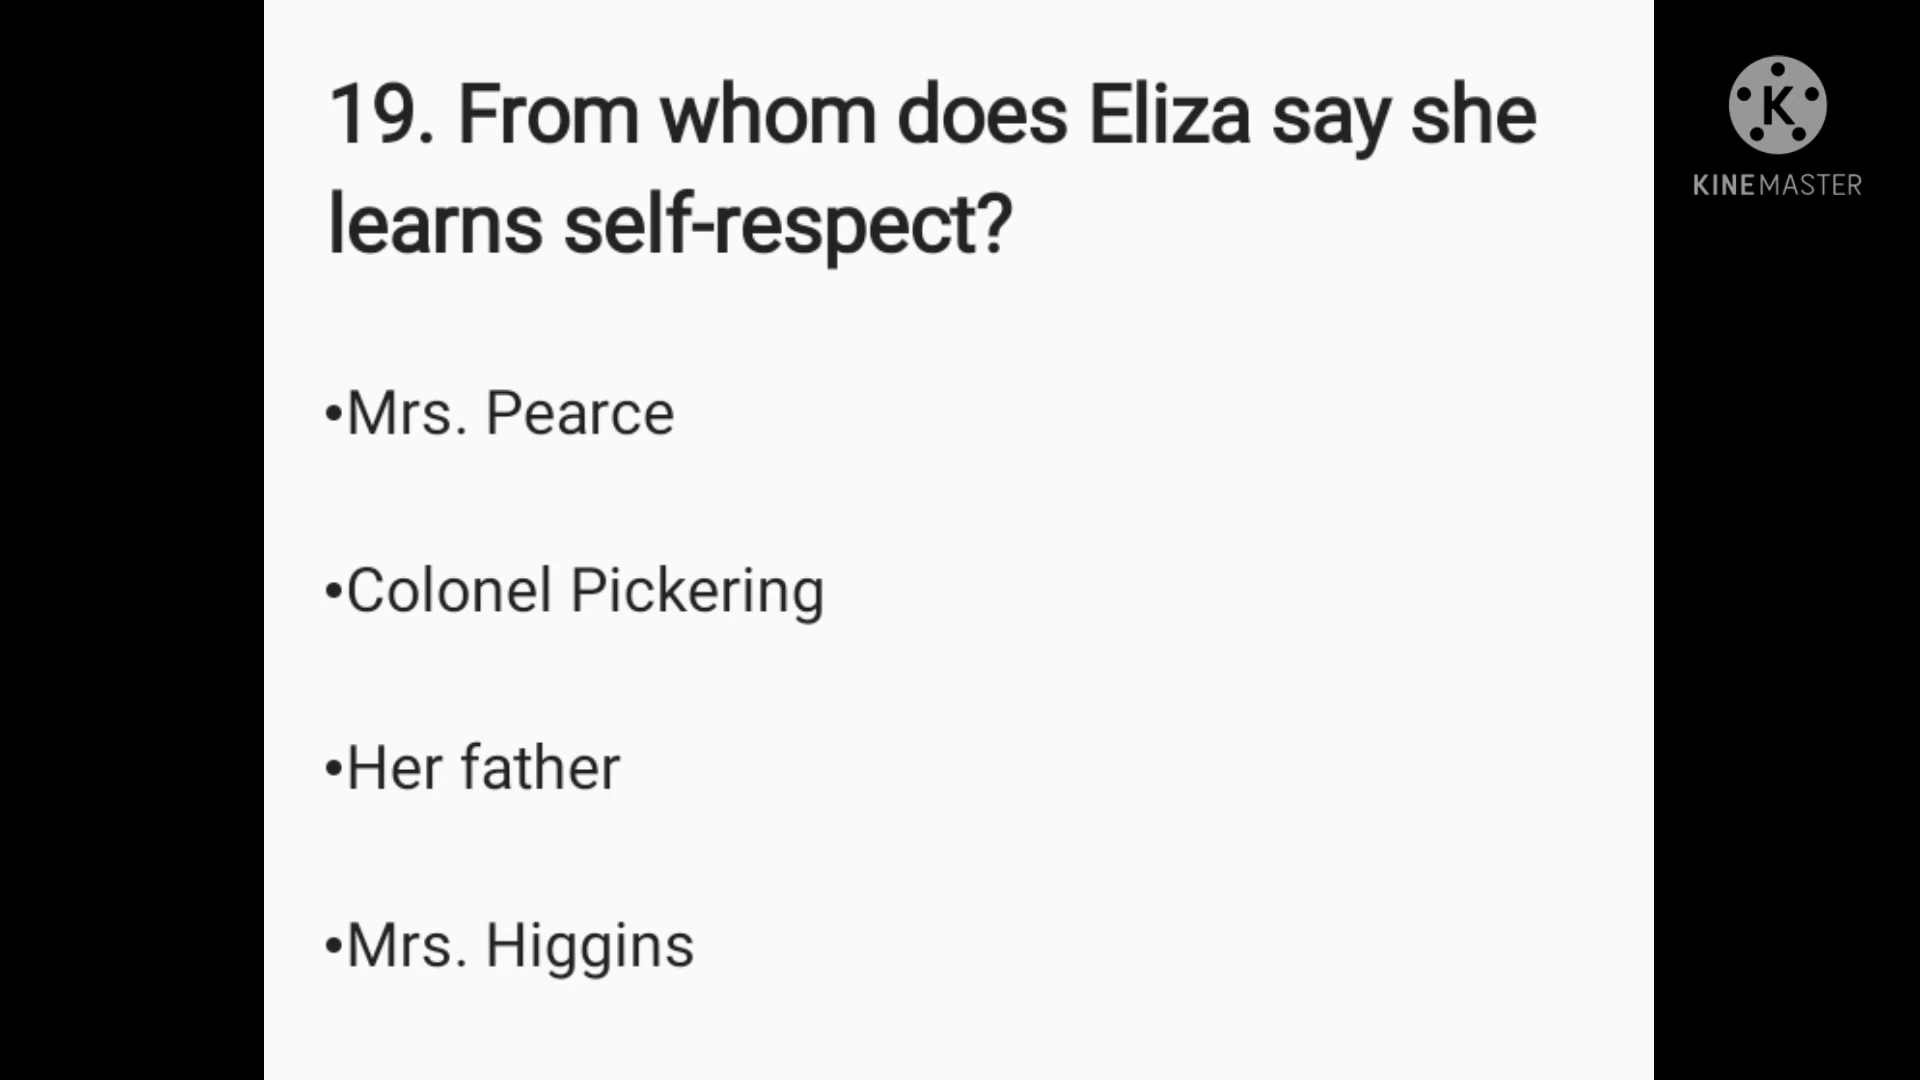 19. From whom does Eliza say she
learns self-respect?
•Mrs. Pearce
•Colonel Pickering
•Her father
•Mrs. Higgins
K
KINEMASTER